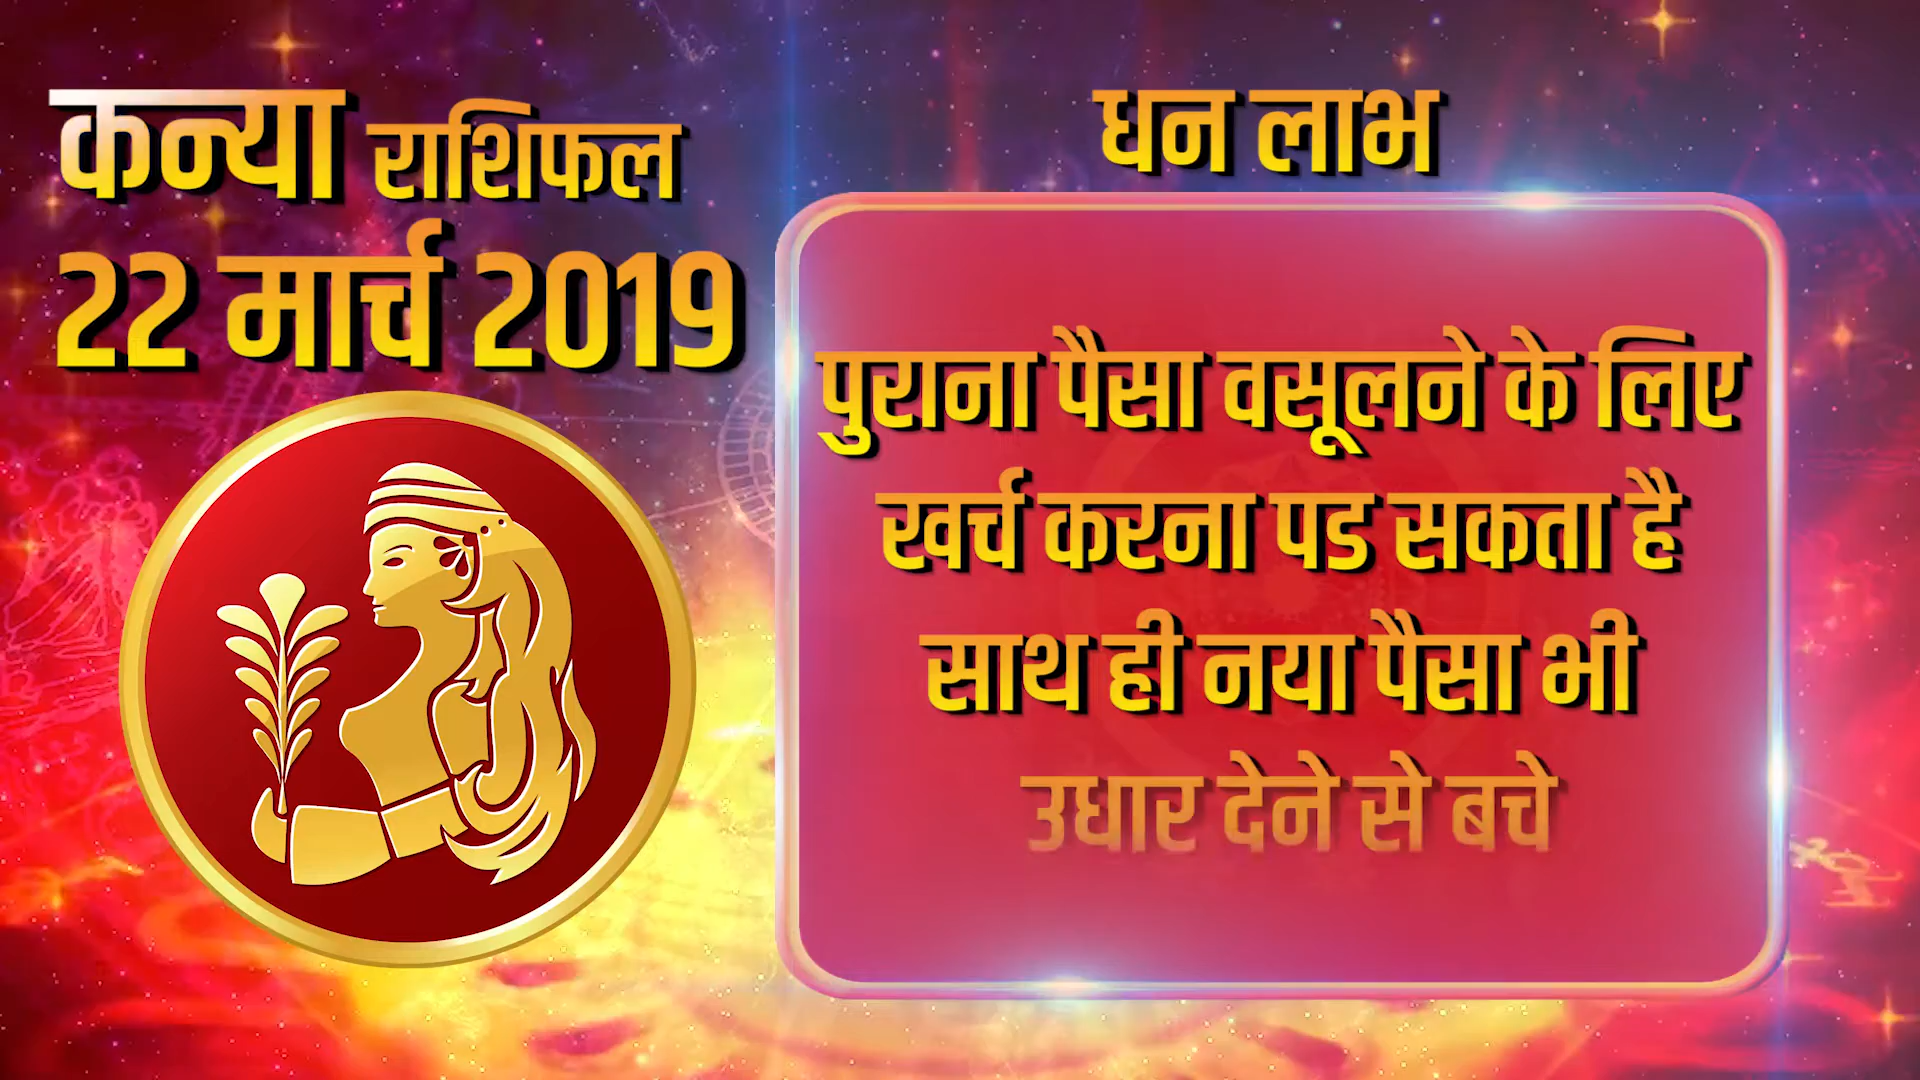 कन्या राशिफल
22 मार्च 2019
धन लाभ
पुराना पैसा वसूलने के लिए
खर्च करना पड सकता है
साथ ही नया पैसा भी
उधार देने से बचे